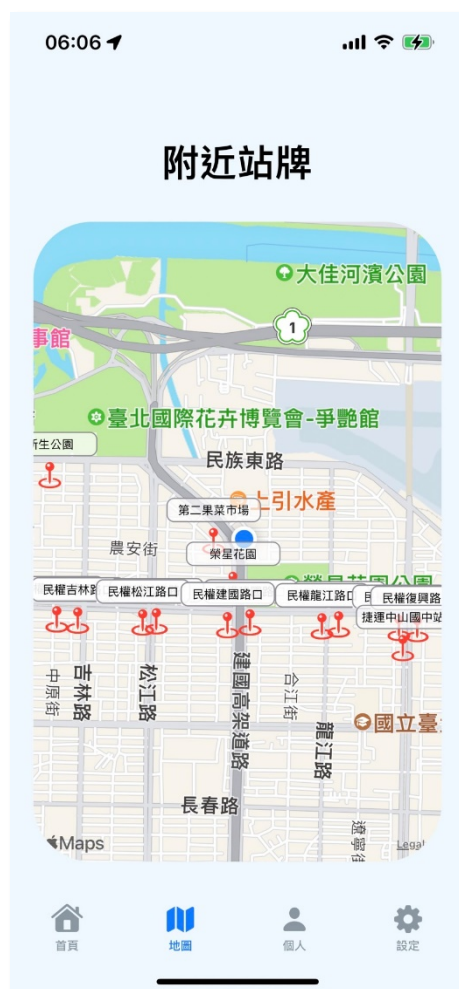 06:06
附近站牌
大佳河濱公園
1
事館
臺北國際花卉博覽會-爭艷館
新生公園
民族東路
上引水產
第二果菜市場
農安街
榮星花園
榮星花園公園
民權吉林路
民權松江路口
民權建國路口
民權龍江路口
民權復興路
捷運中山國中站
中原街
吉林路
松江路
建國高架道路
合江街
龍江路
國立臺
長春路
遼寧街
Maps
Legal
首頁
地圖
個人
設定